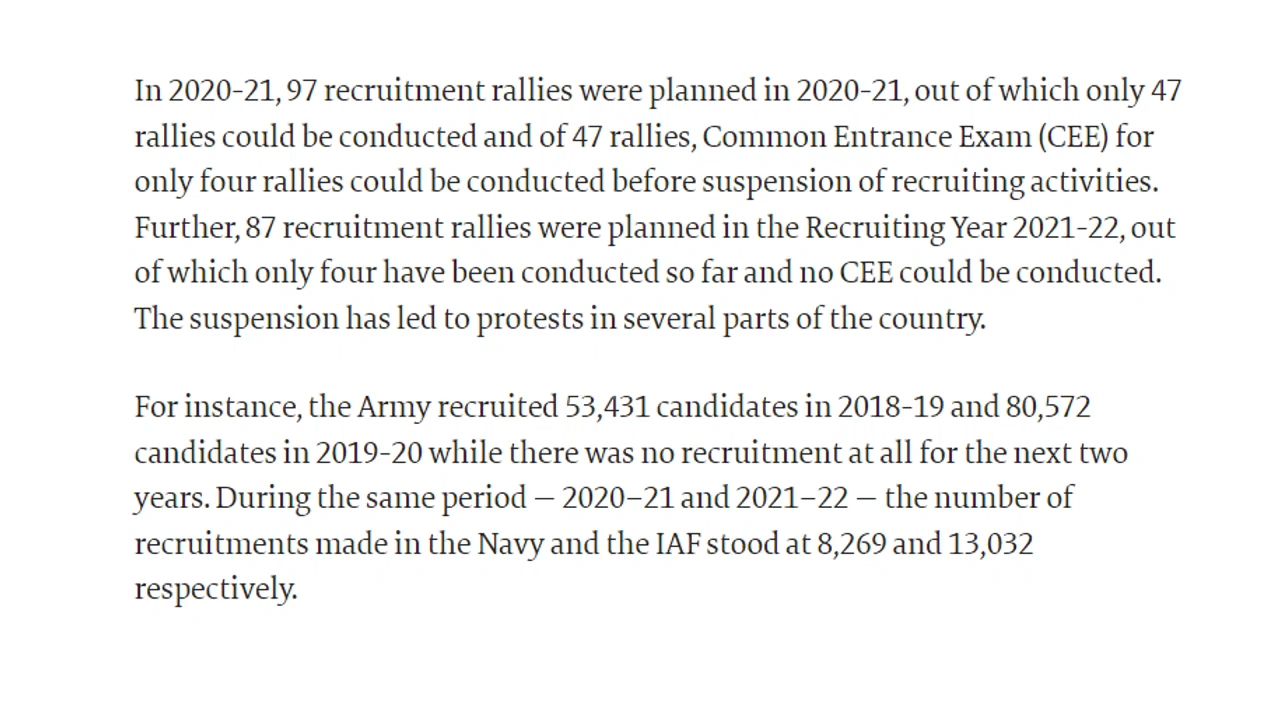 In 2020-21, 97 recruitment rallies were planned in 2020-21, out of which only 47
rallies could be conducted and of 47 rallies, Common Entrance Exam (CEE) for
only four rallies could be conducted before suspension of recruiting activities.
Further, 87 recruitment rallies were planned in the Recruiting Year 2021-22, out
of which only four have been conducted so far and no CEE could be conducted.
The suspension has led to protests in several parts of the country.
For instance, the Army recruited 53,431 candidates in 2018-19 and 80,572
candidates in 2019-20 while there was no recruitment at all for the next two
years. During the same period — 2020–21 and 2021–22 — the number of
recruitments made in the Navy and the IAF stood at 8,269 and 13,032
respectively.